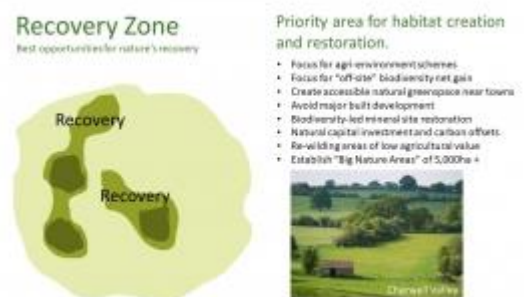 Recovery Zone
Best opportunities for nature's recovery
Recovery
Recovery
Priority area for habitat creation
and restoration.
• Focus for agri-environment schemes
• Focus for "off-site" biodiversity net gain
• Create accessible natural greenspace near towns
• Avoid major built development
• Biodiversity-led mineral site restoration
• Natural capital investment and carbon offsets
• Re-wilding areas of low agricultural value
• Establish "Big Nature Areas" of 5,000ha +
Cherwell Valley